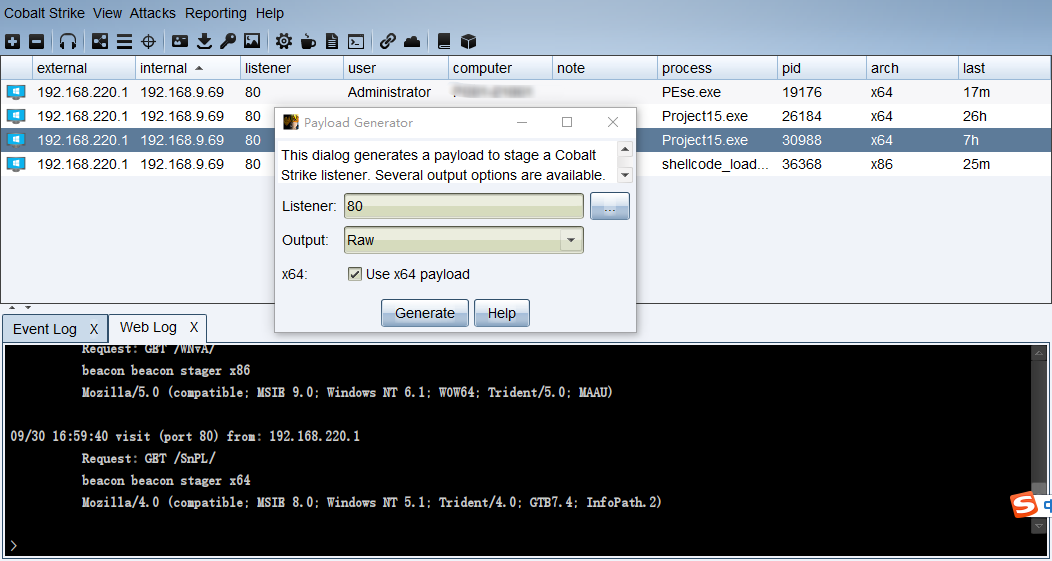 Cobalt Strike View Attacks Reporting Help
external internal listener user computer note process pid arch last
192.168.220.1 192.168.9.69 80 Administrator PEse.exe 19176 x64 17m
192.168.220.1 192.168.9.69 80 Project15.exe 26184 x64 26h
192.168.220.1 192.168.9.69 80 Project15.exe 30988 x64 7h
192.168.220.1 192.168.9.69 80 shellcode_load... 36368 x86 25m
Payload Generator
This dialog generates a payload to stage a Cobalt
Strike listener. Several output options are available.
Listener: 80 ...
Output: Raw
x64: Use x64 payload
Generate Help
Event Log X Web Log X
Request: GET /WNvA/
beacon beacon stager x86
Mozilla/5.0 (compatible; MSIE 9.0; Windows NT 6.1; WOW64; Trident/5.0; MAAU)
09/30 16:59:40 visit (port 80) from: 192.168.220.1
Request: GET /SnPL/
beacon beacon stager x64
Mozilla/4.0 (compatible; MSIE 8.0; Windows NT 5.1; Trident/4.0; GTB7.4; InfoPath.2)
>
S